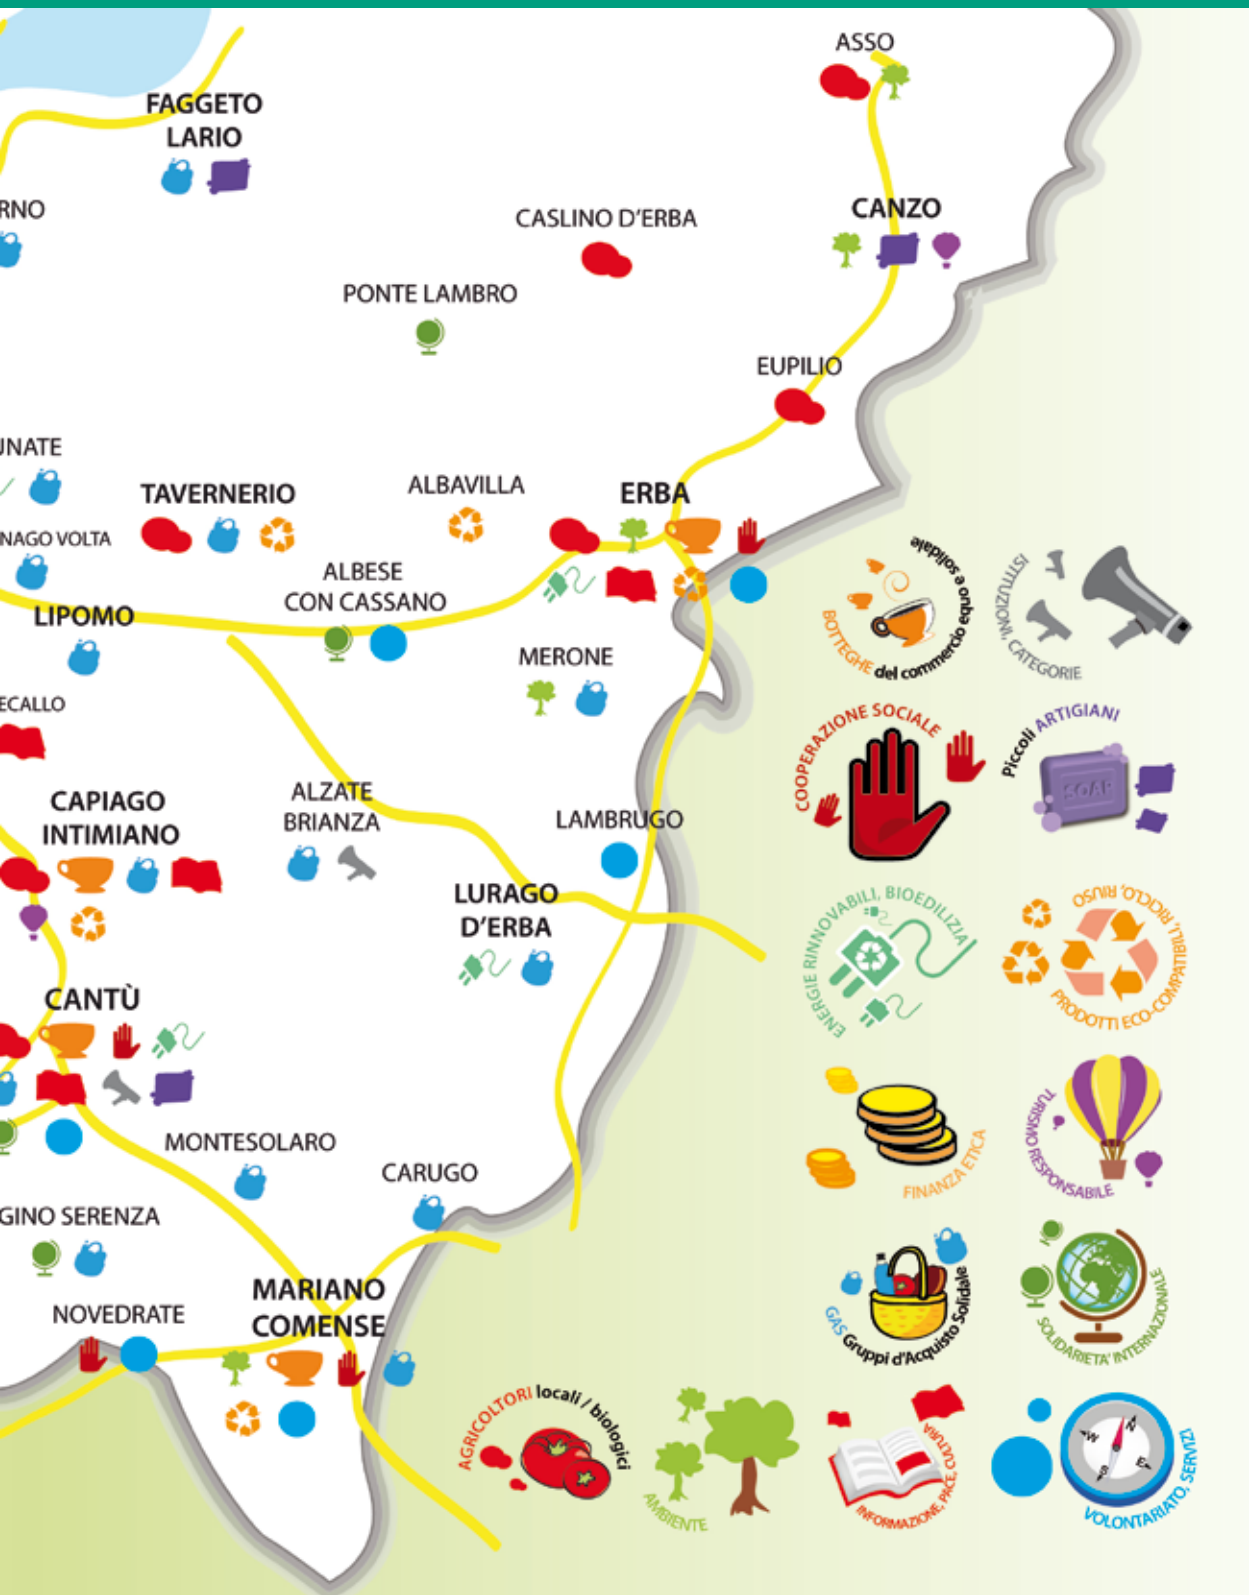 ASSO
FAGGETO
LARIO
RNO
CASLINO D'ERBA
CANZO
PONTE LAMBRO
EUPILIO
UNATE
TAVERNERIO
ALBAVILLA
ERBA
NAGO VOLTA
ALBESE
CON CASSANO
LIPOMO
MERONE
ECALLO
CAPIAGO
INTIMIANO
ALZATE
BRIANZA
LAMBRUGO
LURAGO
D'ERBA
CANTÙ
MONTESOLARO
CARUGO
GINO SERENZA
MARIANO
COMENSE
NOVEDRATE
BOTTEGHE del commercio equo e solidale
ISTITUZIONI, CATEGORIE
COOPERAZIONE SOCIALE
Piccoli ARTIGIANI
SOAP
ENERGIE RINNOVABILI, BIOEDILIZIA
PRODOTTI ECO-COMPATIBILI, RICICLO, RIUSO
FINANZA ETICA
TURISMO RESPONSABILE
GAS Gruppi d'Acquisto Solidale
SOLIDARIETA' INTERNAZIONALE
AGRICOLTORI locali / biologici
AMBIENTE
INFORMAZIONE, PACE, CULTURA
N
W
E
S
VOLONTARIATO, SERVIZI